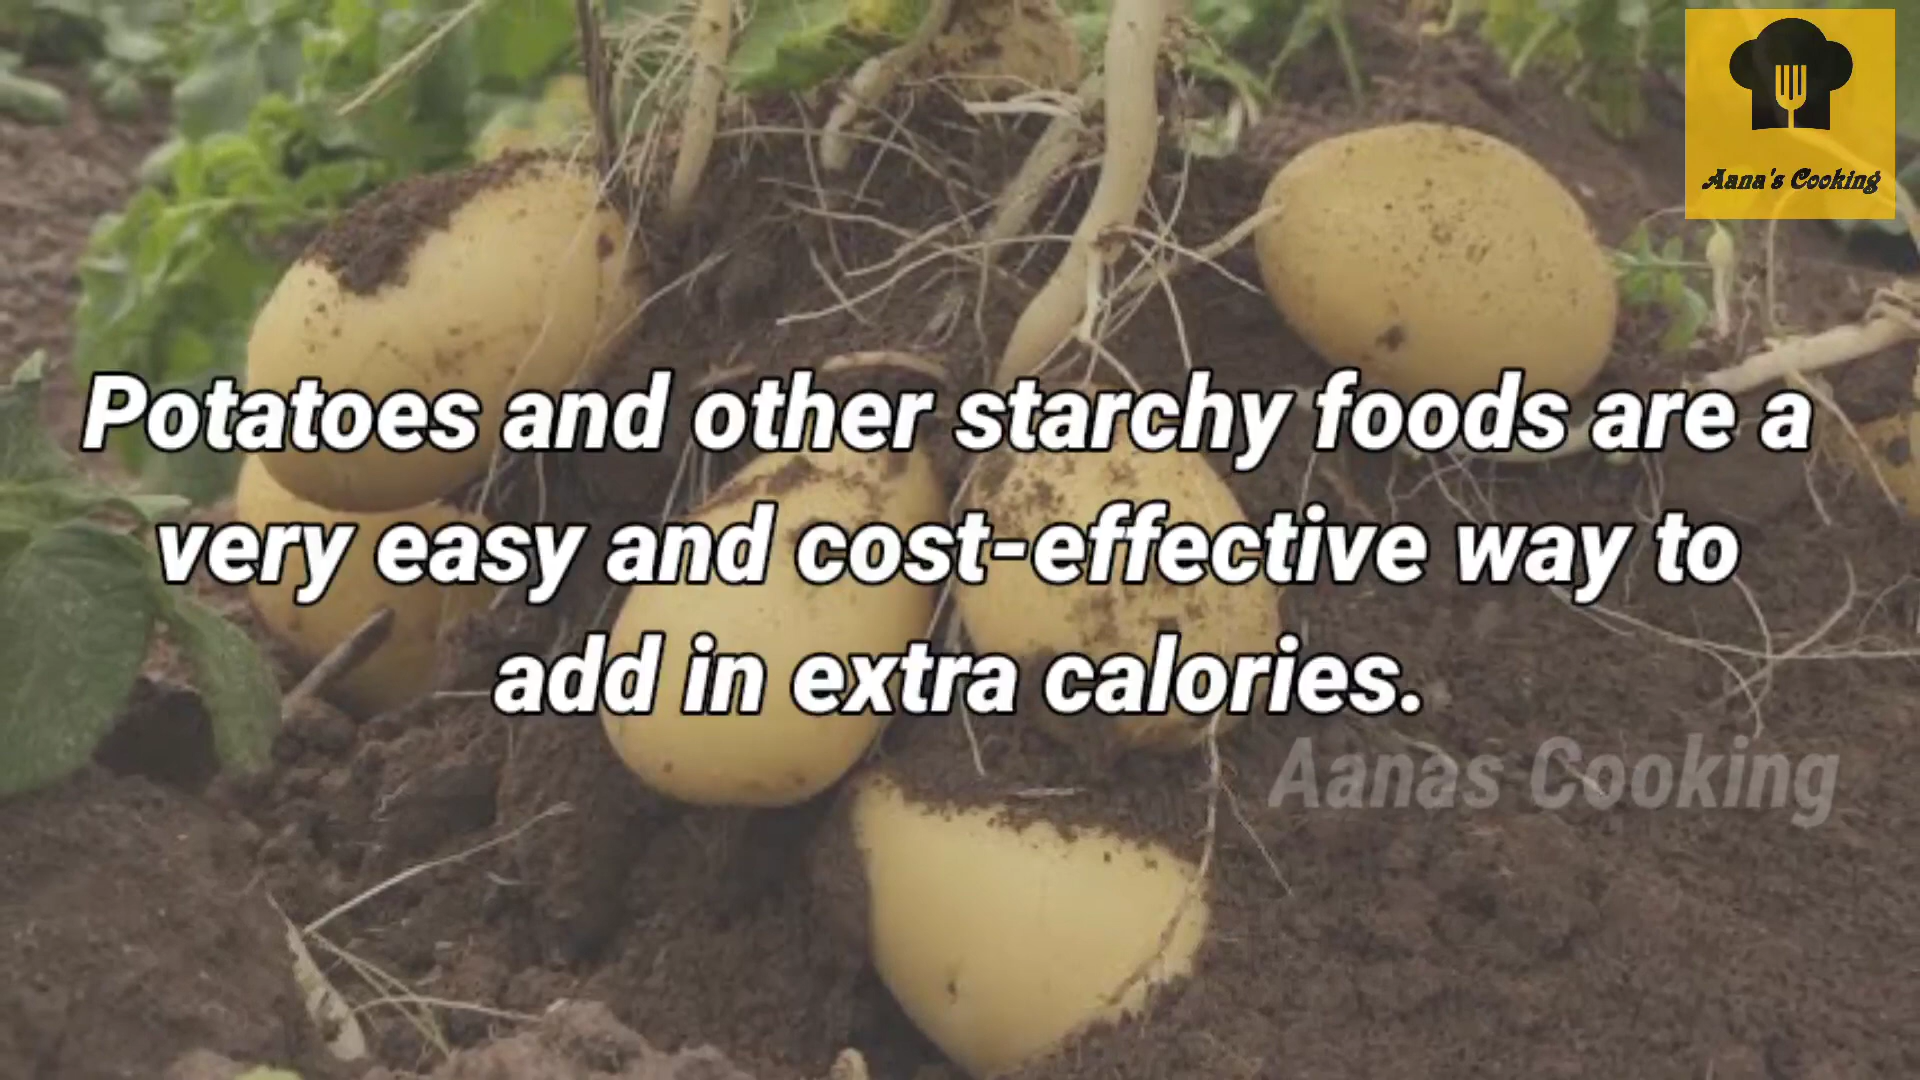 Aana's Cooking
Potatoes and other starchy foods are a
very easy and cost-effective way to
add in extra calories.
Aanas Cooking